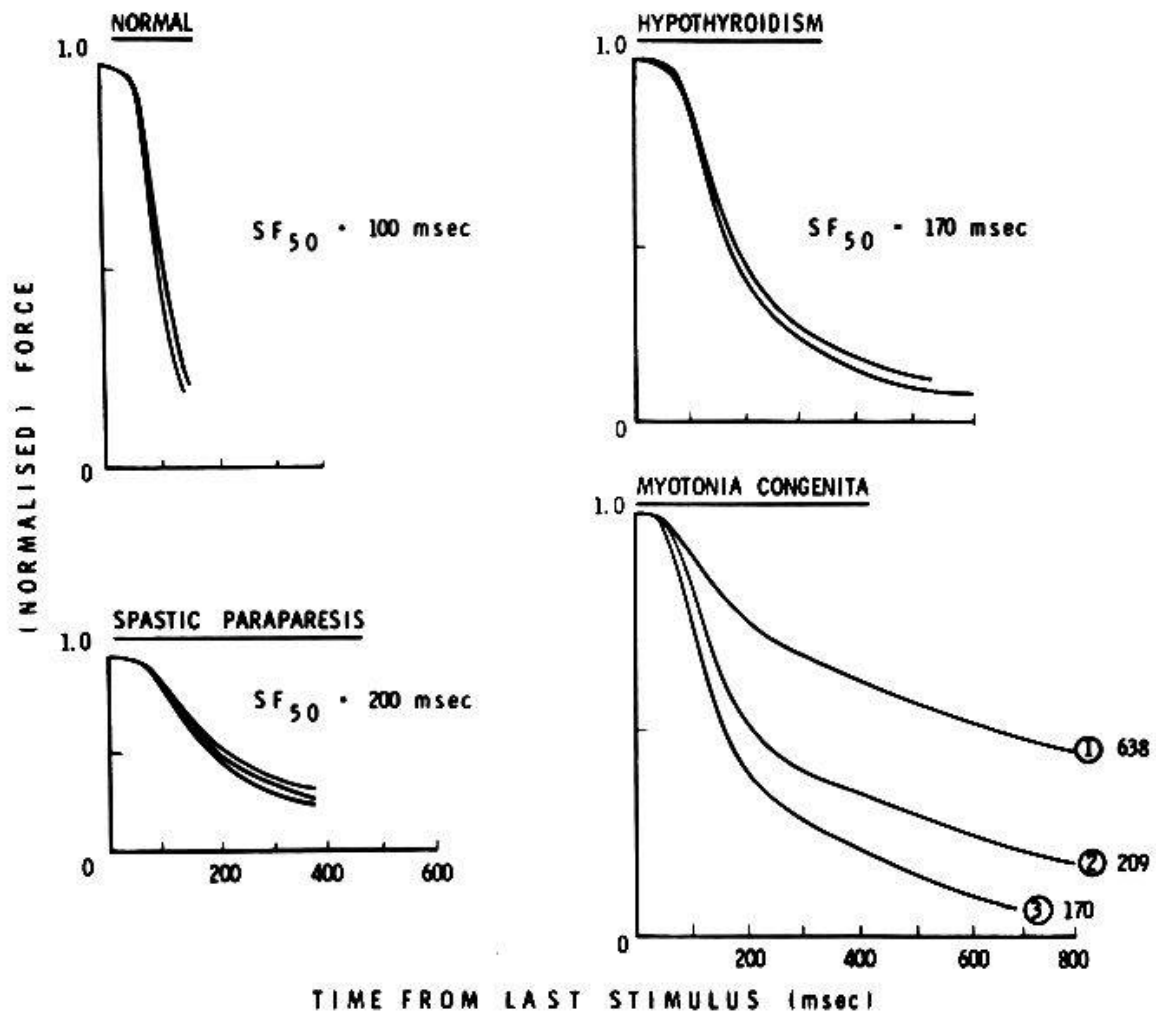 NORMAL
1.0
SF50 • 100 msec
0
HYPOTHYROIDISM
1.0
SF50 - 170 msec
0
(NORMALISED) FORCE
SPASTIC PARAPARESIS
1.0
SF50 • 200 msec
0
200 400 600
MYOTONIA CONGENITA
1.0
① 638
② 209
③ 170
0
200 400 600 800
TIME FROM LAST STIMULUS (msec)